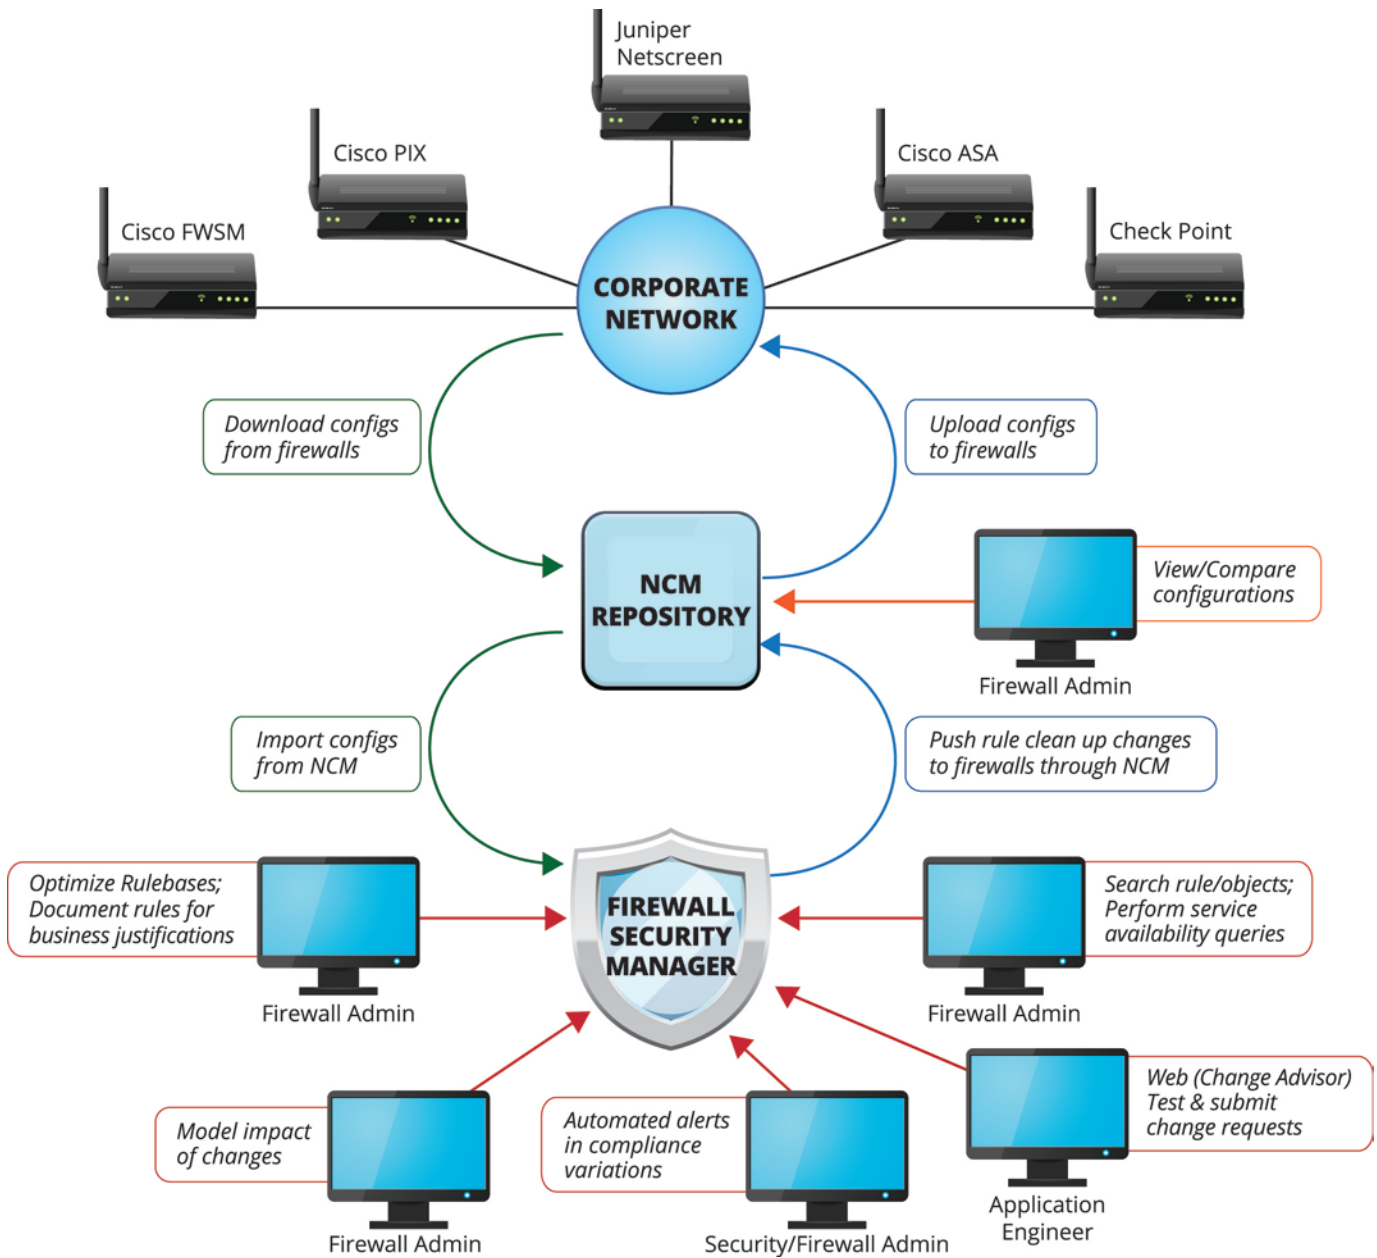 Juniper
Netscreen
Cisco PIX
Cisco ASA
Cisco FWSM
Check Point
CORPORATE
NETWORK
Download configs
from firewalls
Upload configs
to firewalls
NCM
REPOSITORY
View/Compare
configurations
Firewall Admin
Import configs
from NCM
Push rule clean up changes
to firewalls through NCM
Optimize Rulebases;
Document rules for
business justifications
Firewall Admin
FIREWALL
SECURITY
MANAGER
Search rule/objects;
Perform service
availability queries
Firewall Admin
Model impact
of changes
Firewall Admin
Automated alerts
in compliance
variations
Security/Firewall Admin
Web (Change Advisor)
Test & submit
change requests
Application
Engineer